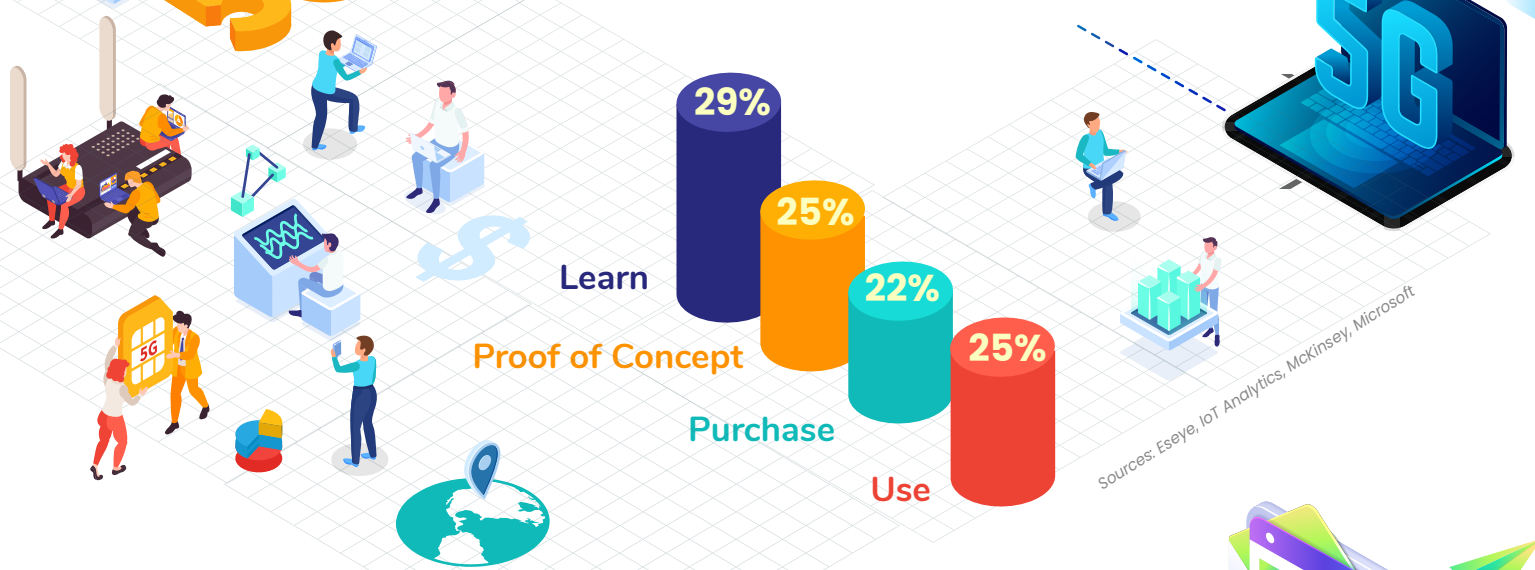 5G
29%
25%
22%
25%
Learn
Proof of Concept
Purchase
Use
5G
Sources: Eseye, IoT Analytics, McKinsey, Microsoft